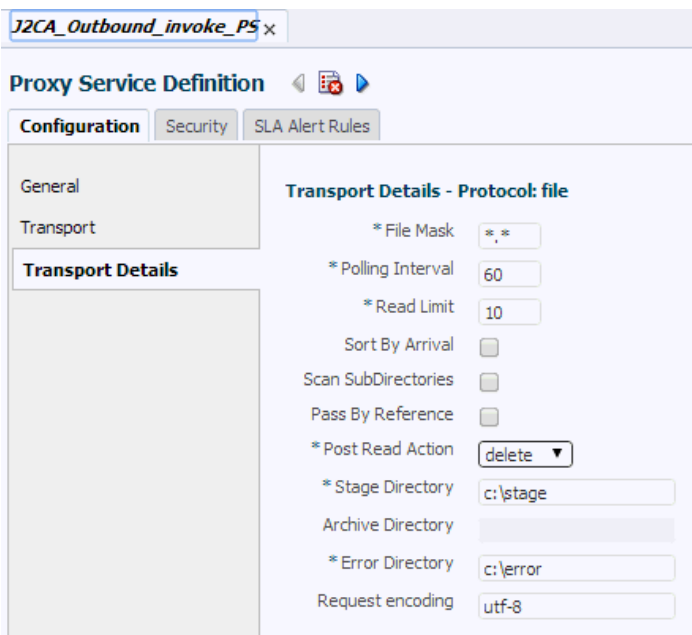 J2CA_Outbound_invoke_PS ×
Proxy Service Definition
Configuration Security SLA Alert Rules
General
Transport
Transport Details
Transport Details - Protocol: file
* File Mask *.*
* Polling Interval 60
* Read Limit 10
Sort By Arrival
Scan SubDirectories
Pass By Reference
* Post Read Action delete
* Stage Directory c:\stage
Archive Directory
* Error Directory c:\error
Request encoding utf-8